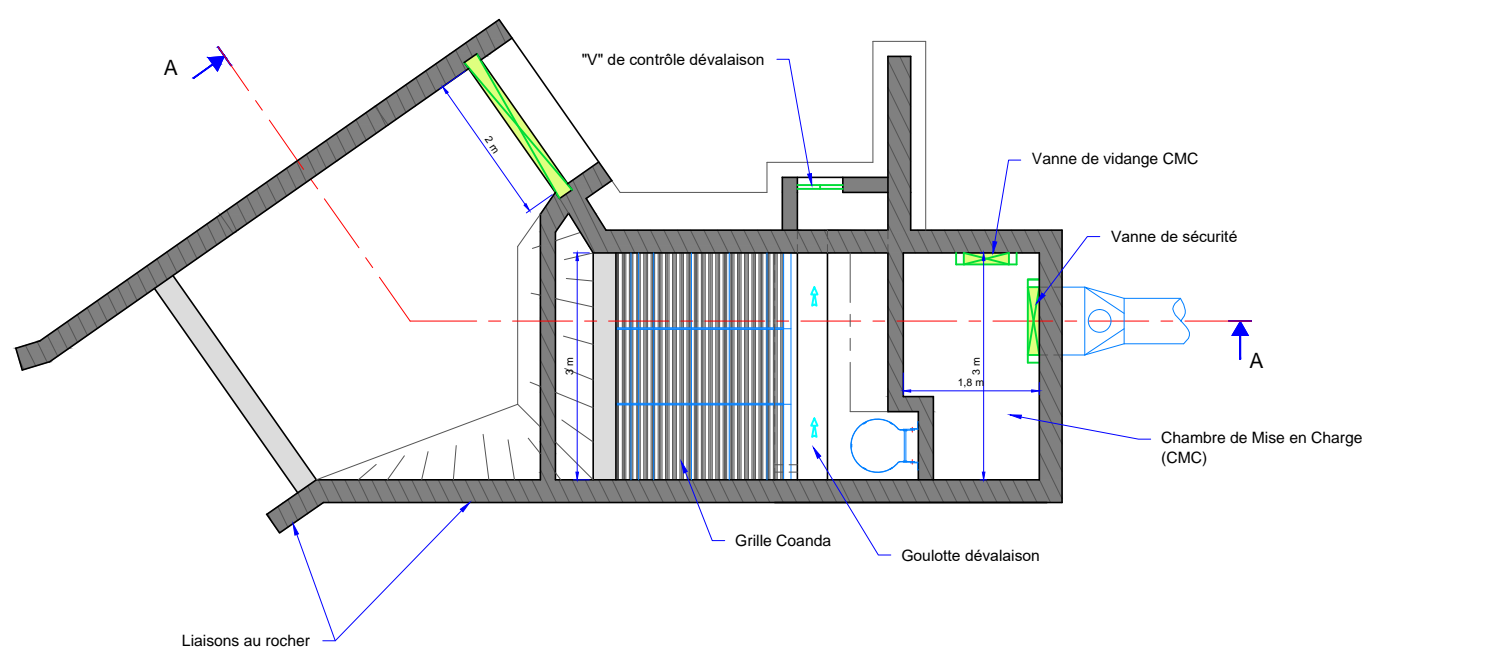 "V" de contrôle dévalaison
A
2 m
Vanne de vidange CMC
Vanne de sécurité
3 m
3 m
1,8 m
A
Chambre de Mise en Charge
(CMC)
Grille Coanda
Goulotte dévalaison
Liaisons au rocher